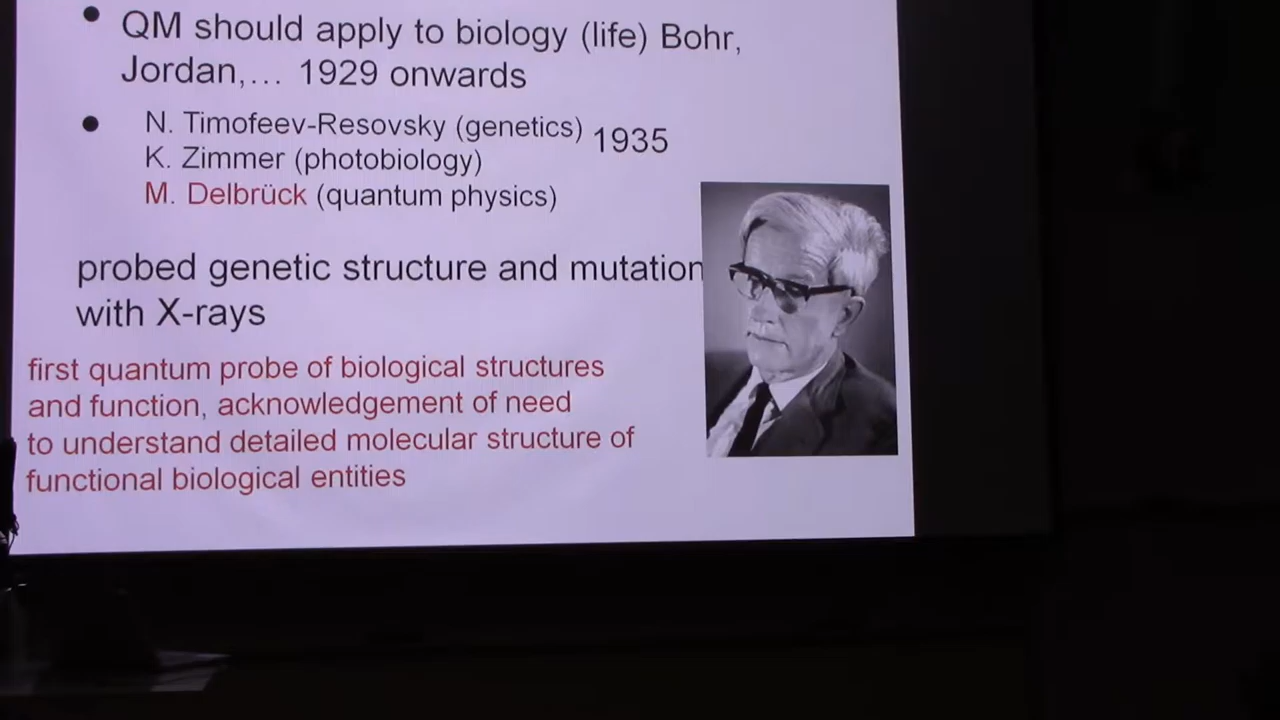 • QM should apply to biology (life) Bohr,
Jordan,… 1929 onwards
• N. Timofeev-Resovsky (genetics) 1935
K. Zimmer (photobiology)
M. Delbrück (quantum physics)
probed genetic structure and mutation
with X-rays
first quantum probe of biological structures
and function, acknowledgement of need
to understand detailed molecular structure of
functional biological entities